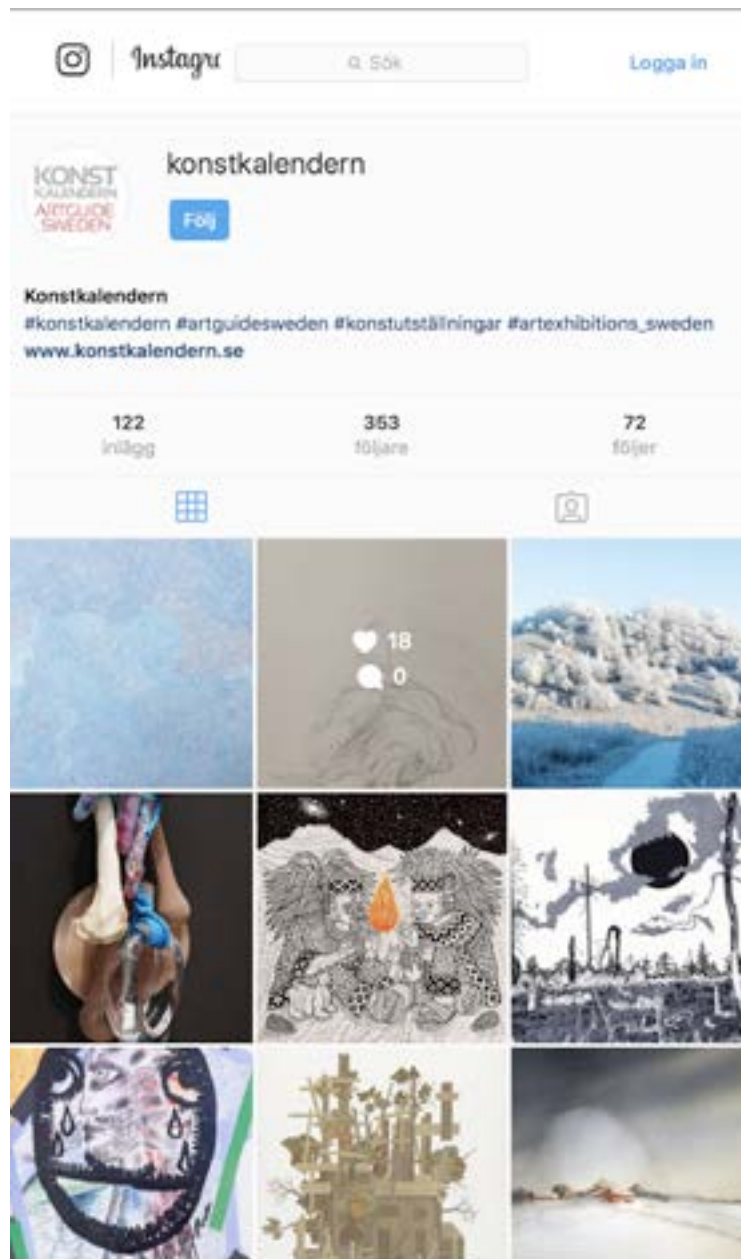 Instagr
Sök
Logga in
KONST
KALENDERN
ARTGUIDE
SWEDEN
konstkalendern
Följ
Konstkalendern
#konstkalendern #artguidesweden #konstutställningar #artexhibitions_sweden
www.konstkalendern.se
122 353 72
inlägg följare följer
18
0